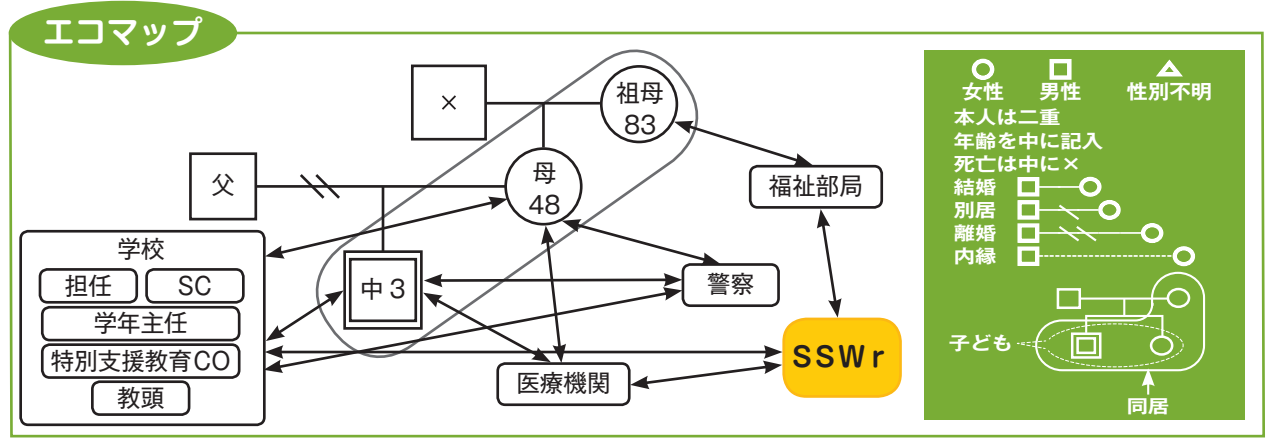 エコマップ
×
祖母
83
父
母
48
中3
学校
担任
SC
学年主任
特別支援教育CO
教頭
福祉部局
警察
医療機関
SSWr
女性 男性 性別不明
本人は二重
年齢を中に記入
死亡は中に×
結婚
別居
離婚
内縁
子ども
同居